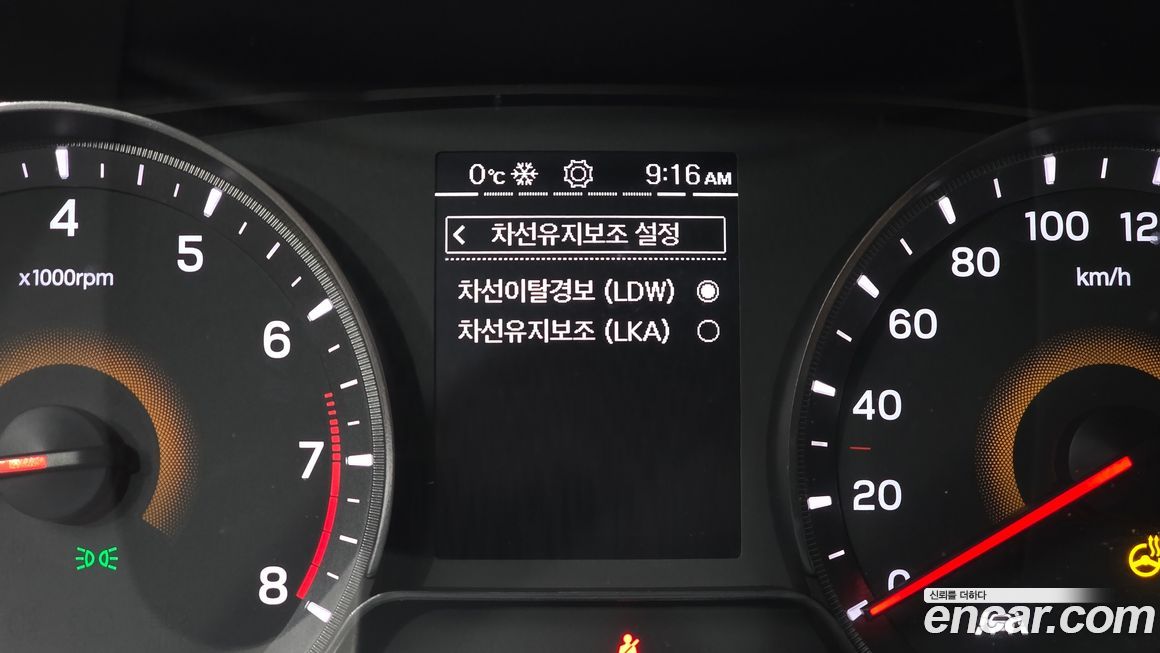 0℃ 9:16 AM
차선유지보조 설정
차선이탈경보 (LDW)
차선유지보조 (LKA)
4
5
6
7
8
x1000rpm
0
20
40
60
80
100
km/h
신뢰를 더하다
encar.com